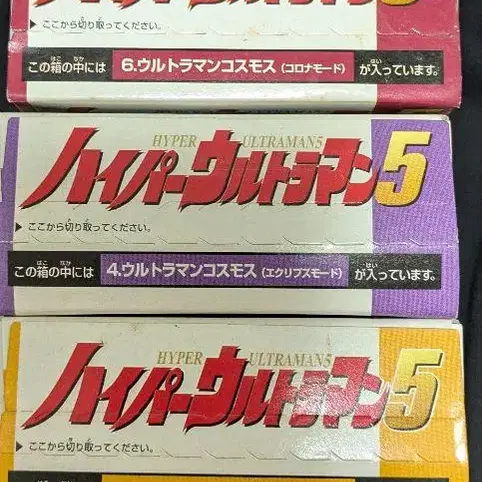 ▶ ここから切り取ってください。
この箱の中には 6.ウルトラマンコスモス (コロナモード) が入っています。
HYPER ULTRAMAN5
ハイパーウルトラマン5
▶ ここから切り取ってください。
この箱の中には 4.ウルトラマンコスモス (エクリプスモード) が入っています。
HYPER ULTRAMAN5
ハイパーウルトラマン5
▶ ここから切り取ってください。